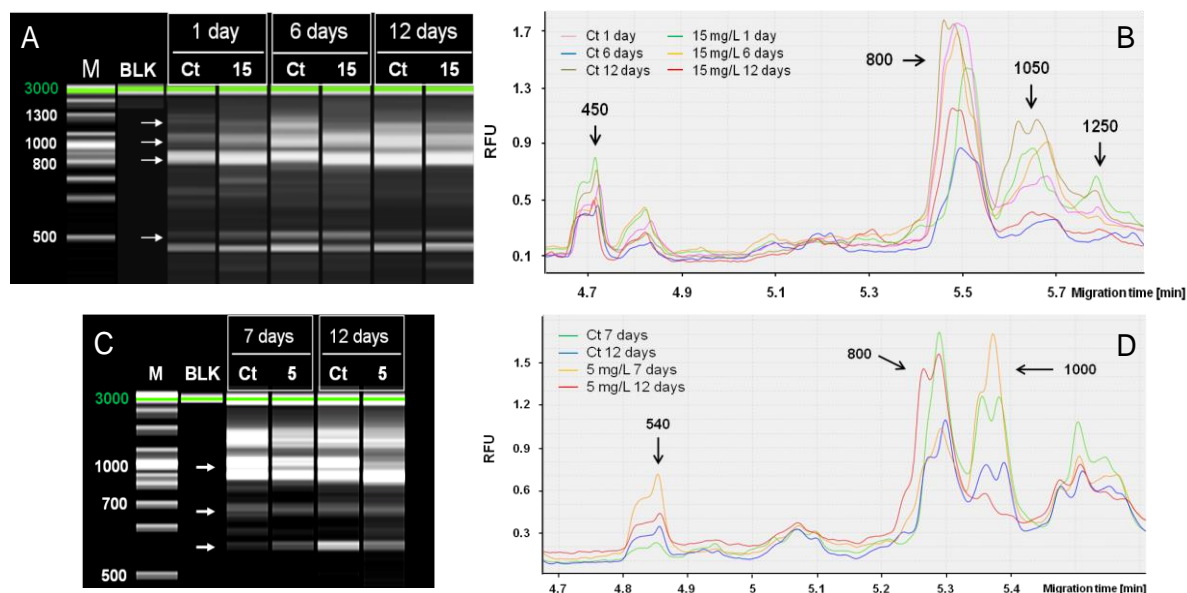 A
1 day 6 days 12 days
M BLK Ct 15 Ct 15 Ct 15
3000
1300
1000
800
500
B
RFU
1.7
1.3
0.9
0.5
0.1
Ct 1 day 15 mg/L 1 day
Ct 6 days 15 mg/L 6 days
Ct 12 days 15 mg/L 12 days
450
800
1050
1250
4.7 4.9 5.1 5.3 5.5 5.7 Migration time [min]
C
7 days 12 days
M BLK Ct 5 Ct 5
3000
1000
700
500
D
RFU
1.5
1.2
0.9
0.6
0.3
Ct 7 days
Ct 12 days
5 mg/L 7 days
5 mg/L 12 days
540
800
1000
4.7 4.8 4.9 5 5.1 5.2 5.3 5.4 Migration time [min]